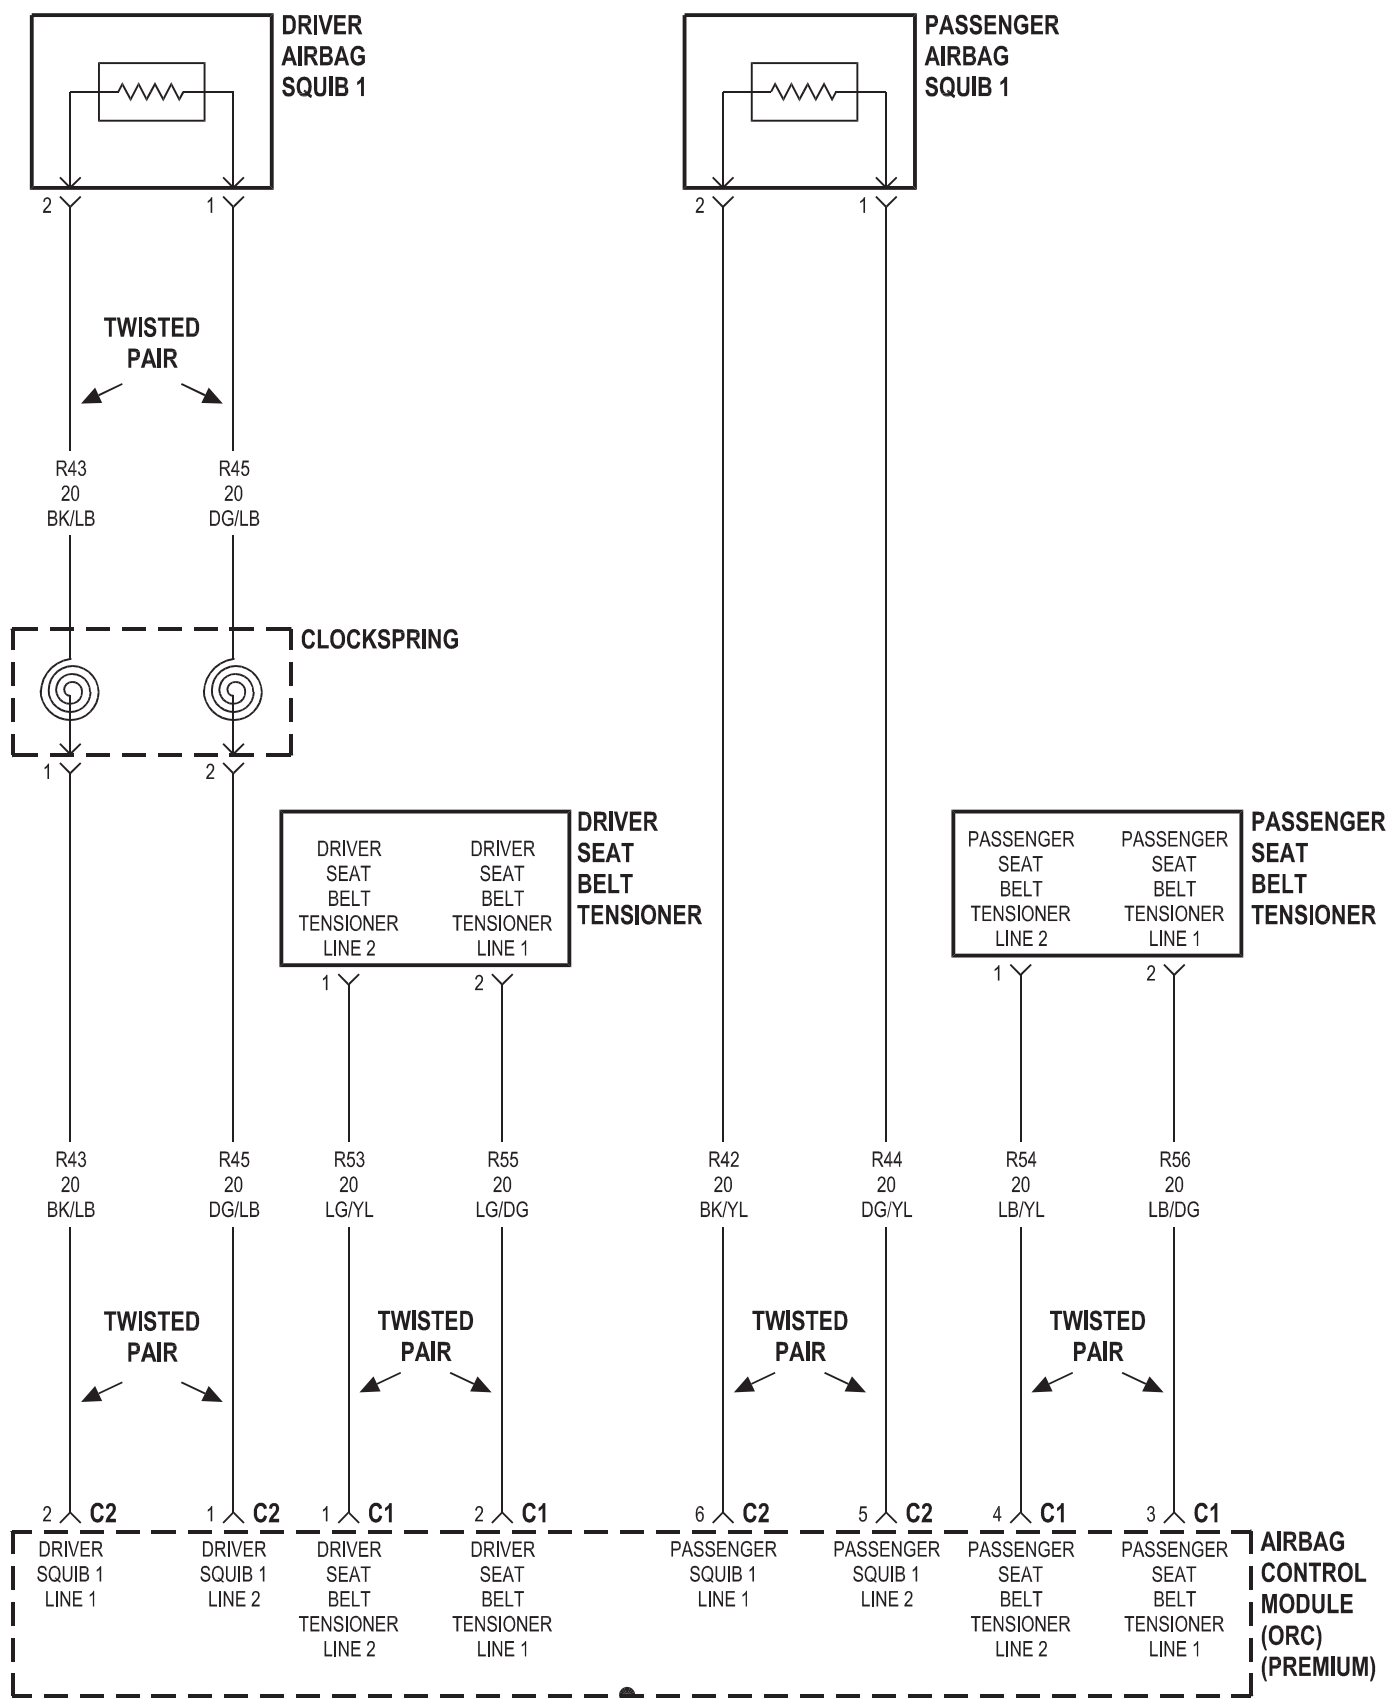 DRIVER
AIRBAG
SQUIB 1
PASSENGER
AIRBAG
SQUIB 1
2
1
2
1
TWISTED
PAIR
R43
20
BK/LB
R45
20
DG/LB
CLOCKSPRING
1
2
DRIVER
SEAT
BELT
TENSIONER
LINE 2
DRIVER
SEAT
BELT
TENSIONER
LINE 1
DRIVER
SEAT
BELT
TENSIONER
PASSENGER
SEAT
BELT
TENSIONER
LINE 2
PASSENGER
SEAT
BELT
TENSIONER
LINE 1
PASSENGER
SEAT
BELT
TENSIONER
1
2
1
2
R43
20
BK/LB
R45
20
DG/LB
R53
20
LG/YL
R55
20
LG/DG
R42
20
BK/YL
R44
20
DG/YL
R54
20
LB/YL
R56
20
LB/DG
TWISTED
PAIR
TWISTED
PAIR
TWISTED
PAIR
TWISTED
PAIR
2 C2
1 C2
1 C1
2 C1
6 C2
5 C2
4 C1
3 C1
DRIVER
SQUIB 1
LINE 1
DRIVER
SQUIB 1
LINE 2
DRIVER
SEAT
BELT
TENSIONER
LINE 2
DRIVER
SEAT
BELT
TENSIONER
LINE 1
PASSENGER
SQUIB 1
LINE 1
PASSENGER
SQUIB 1
LINE 2
PASSENGER
SEAT
BELT
TENSIONER
LINE 2
PASSENGER
SEAT
BELT
TENSIONER
LINE 1
AIRBAG
CONTROL
MODULE
(ORC)
(PREMIUM)